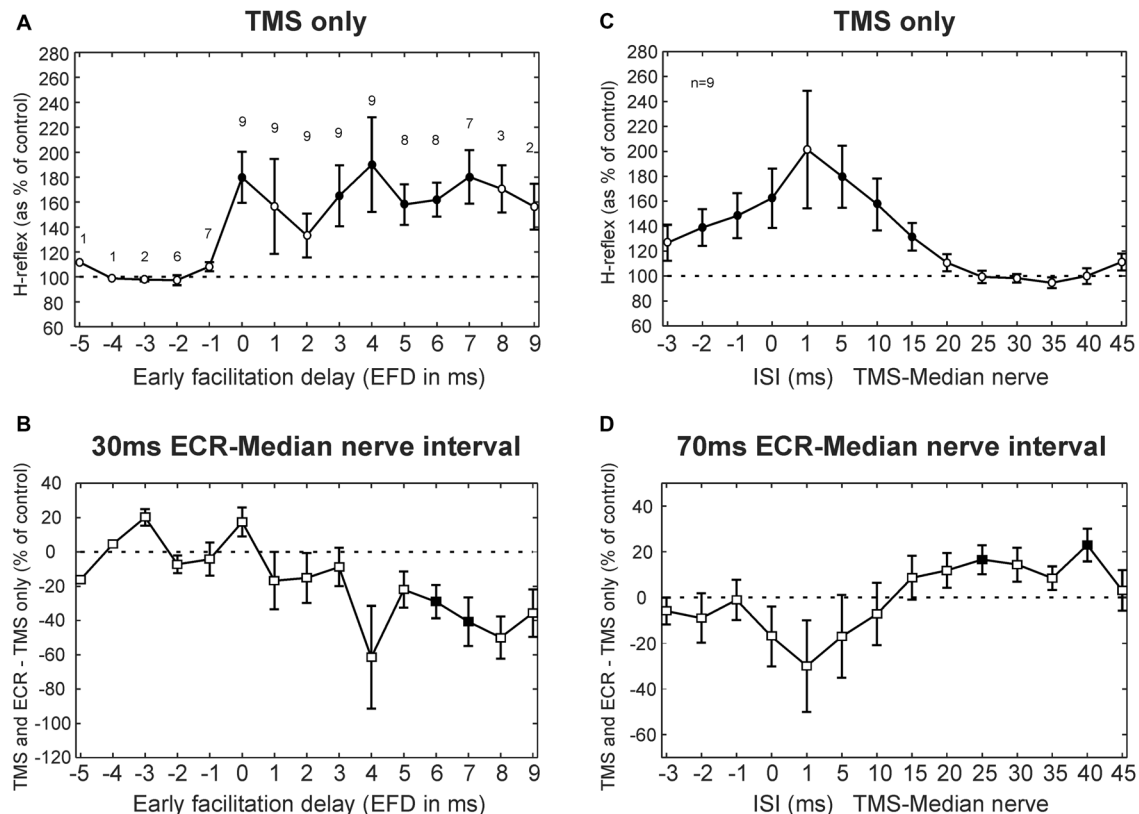 A
TMS only
H-reflex (as % of control)
280
260
240
220
200
180
160
140
120
100
80
60
1
1
2
6
7
9
9
9
9
9
8
8
7
3
2
-5 -4 -3 -2 -1 0 1 2 3 4 5 6 7 8 9
Early facilitation delay (EFD in ms)
B
30ms ECR-Median nerve interval
TMS and ECR - TMS only (% of control)
40
20
0
-20
-40
-60
-80
-100
-120
-5 -4 -3 -2 -1 0 1 2 3 4 5 6 7 8 9
Early facilitation delay (EFD in ms)
C
TMS only
H-reflex (as % of control)
280
260
240
220
200
180
160
140
120
100
80
60
n=9
-3 -2 -1 0 1 5 10 15 20 25 30 35 40 45
ISI (ms) TMS-Median nerve
D
70ms ECR-Median nerve interval
TMS and ECR - TMS only (% of control)
40
20
0
-20
-40
-60
-3 -2 -1 0 1 5 10 15 20 25 30 35 40 45
ISI (ms) TMS-Median nerve